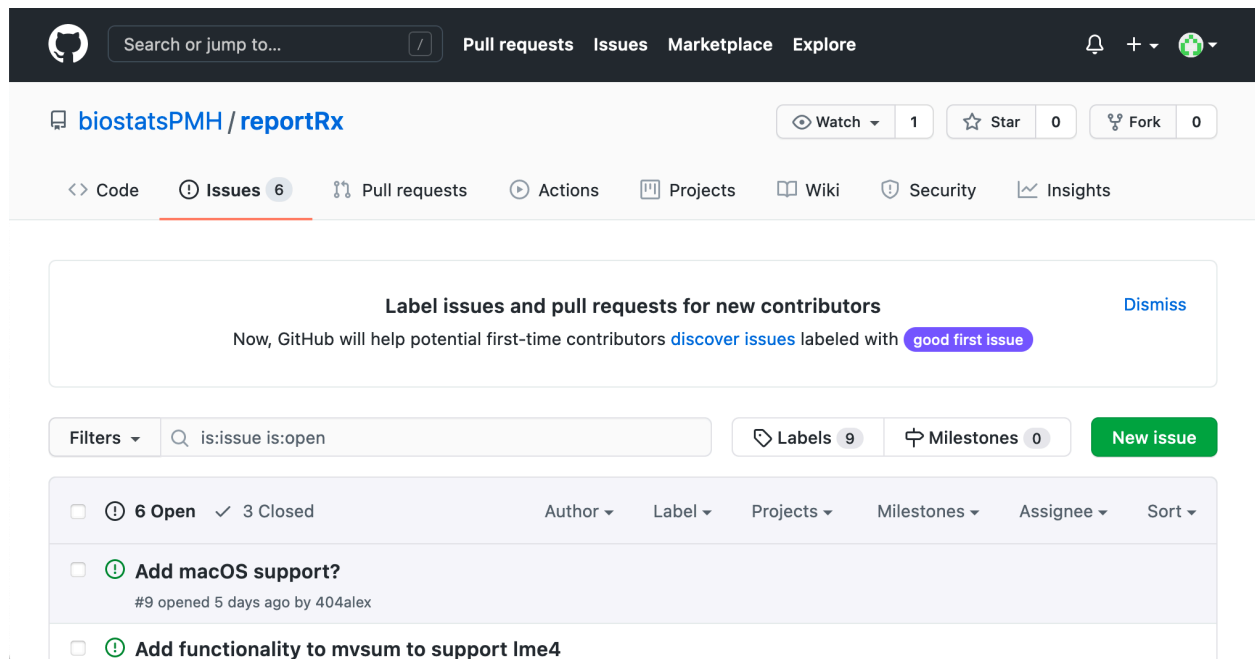 Search or jump to... / Pull requests Issues Marketplace Explore
biostatsPMH / reportRx Watch 1 Star 0 Fork 0
Code Issues 6 Pull requests Actions Projects Wiki Security Insights
Label issues and pull requests for new contributors Dismiss
Now, GitHub will help potential first-time contributors discover issues labeled with good first issue
Filters is:issue is:open Labels 9 Milestones 0 New issue
6 Open 3 Closed Author Label Projects Milestones Assignee Sort
Add macOS support?
#9 opened 5 days ago by 404alex
Add functionality to mvsum to support lme4